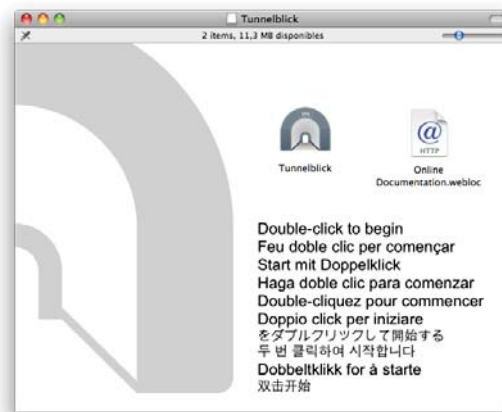 Tunnelblick
2 items, 11,3 MB disponibles
@
HTTP
Tunnelblick
Online
Documentation.webloc
Double-click to begin
Feu doble clic per començar
Start mit Doppelklick
Haga doble clic para comenzar
Double-cliquez pour commencer
Doppio click per iniziare
をダブルクリックして開始する
두 번 클릭하여 시작합니다
Dobbeltklikk for å starte
双击开始